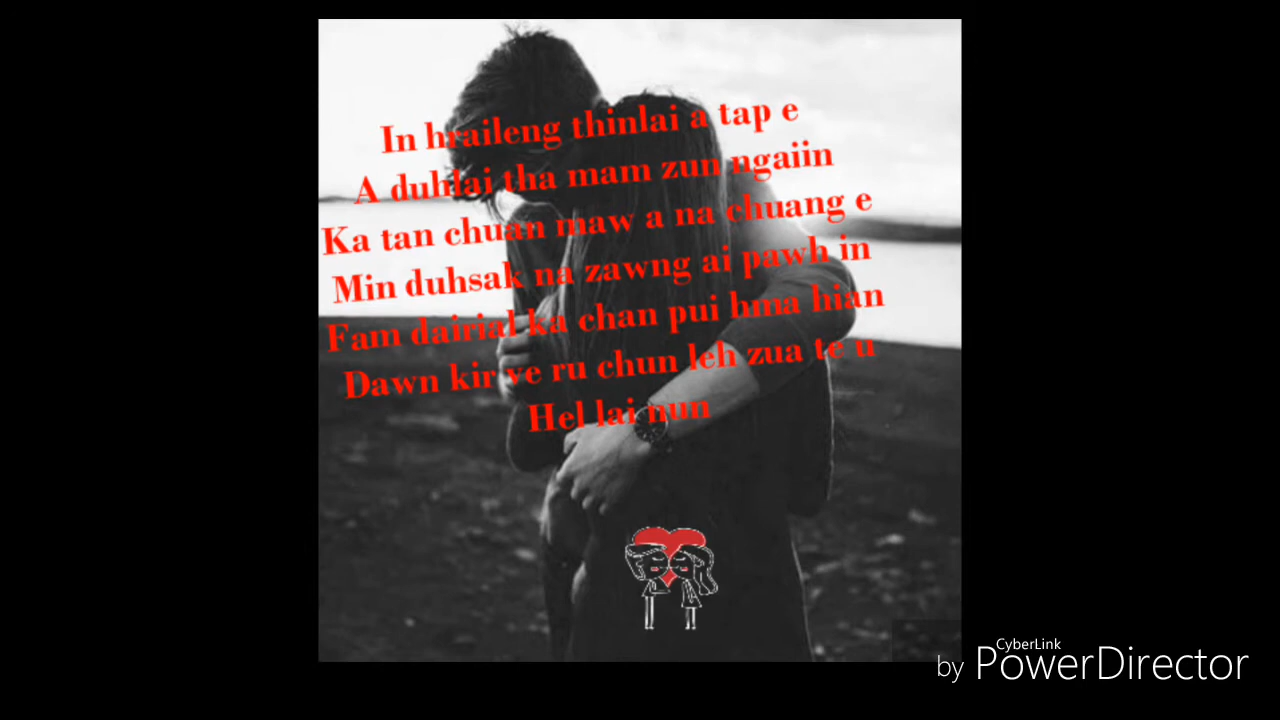 In hraileng thinlai a tap e
A duhlai tha mam zun ngaiin
Ka tan chuan maw a na chuang e
Min duhsak na zawng ai pawh in
Fam dairial ka chan pui hma hian
Dawn kir ve ru chun leh zua te u
Hel lai nun
CyberLink
by PowerDirector